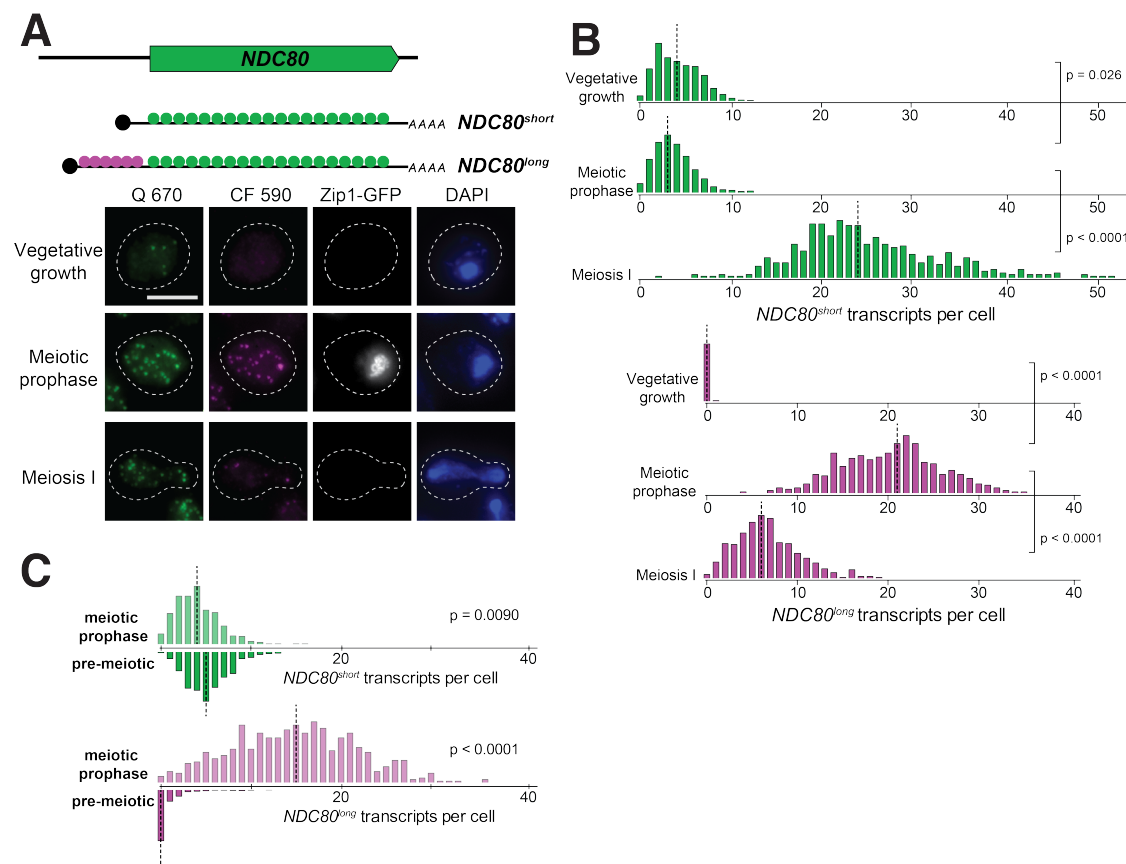 A
NDC80
AAAA NDC80short
AAAA NDC80long
Q 670 CF 590 Zip1-GFP DAPI
Vegetative
growth
Meiotic
prophase
Meiosis I
B
Vegetative
growth
p = 0.026
0 10 20 30 40 50
Meiotic
prophase
0 10 20 30 40 50
p < 0.0001
Meiosis I
0 10 20 30 40 50
NDC80short transcripts per cell
Vegetative
growth
p < 0.0001
0 10 20 30 40
Meiotic
prophase
0 10 20 30 40
p < 0.0001
Meiosis I
0 10 20 30 40
NDC80long transcripts per cell
C
meiotic
prophase
p = 0.0090
pre-meiotic
20 40
NDC80short transcripts per cell
meiotic
prophase
p < 0.0001
pre-meiotic
20 40
NDC80long transcripts per cell